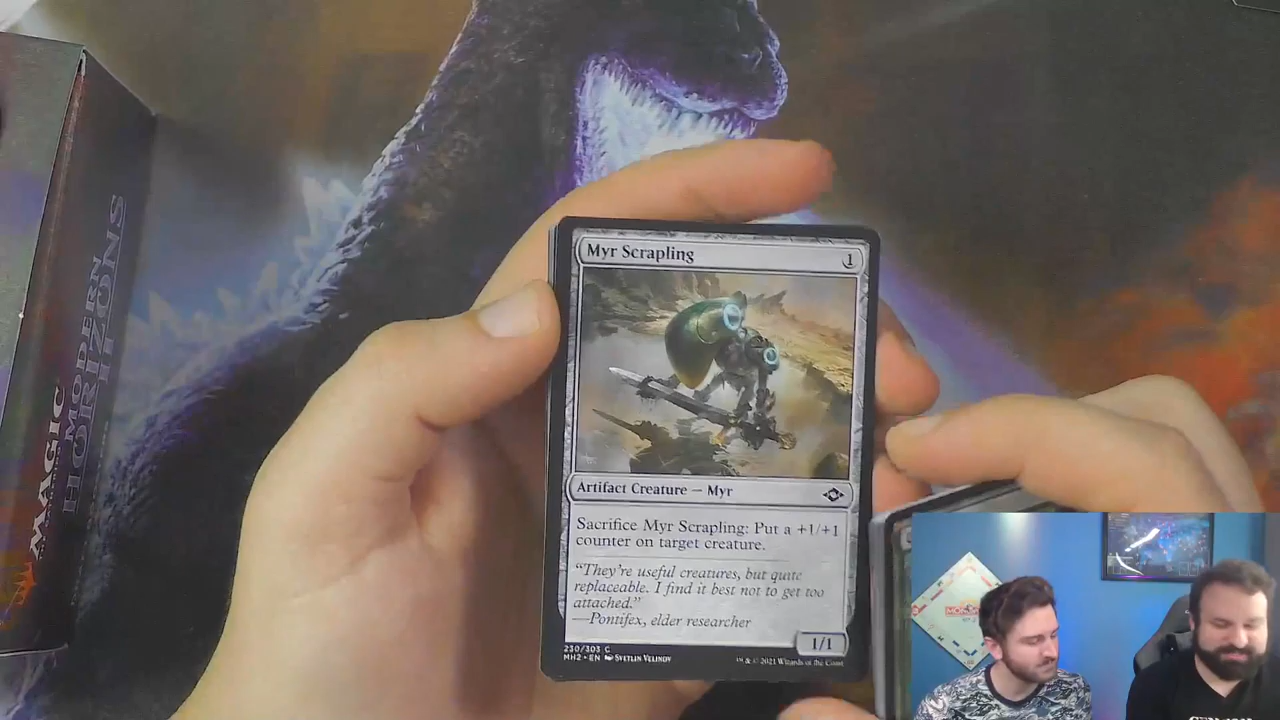 Myr Scrapling 1
Artifact Creature — Myr
Sacrifice Myr Scrapling: Put a +1/+1
counter on target creature.
“They’re useful creatures, but quite
replaceable. I find it best not to get too
attached.”
—Pontifex, elder researcher
1/1
230/303 C
MH2 • EN Svetlin Velinov
™ & © 2021 Wizards of the Coast
MAGIC
MODERN
HORIZONS
MONOPOLY